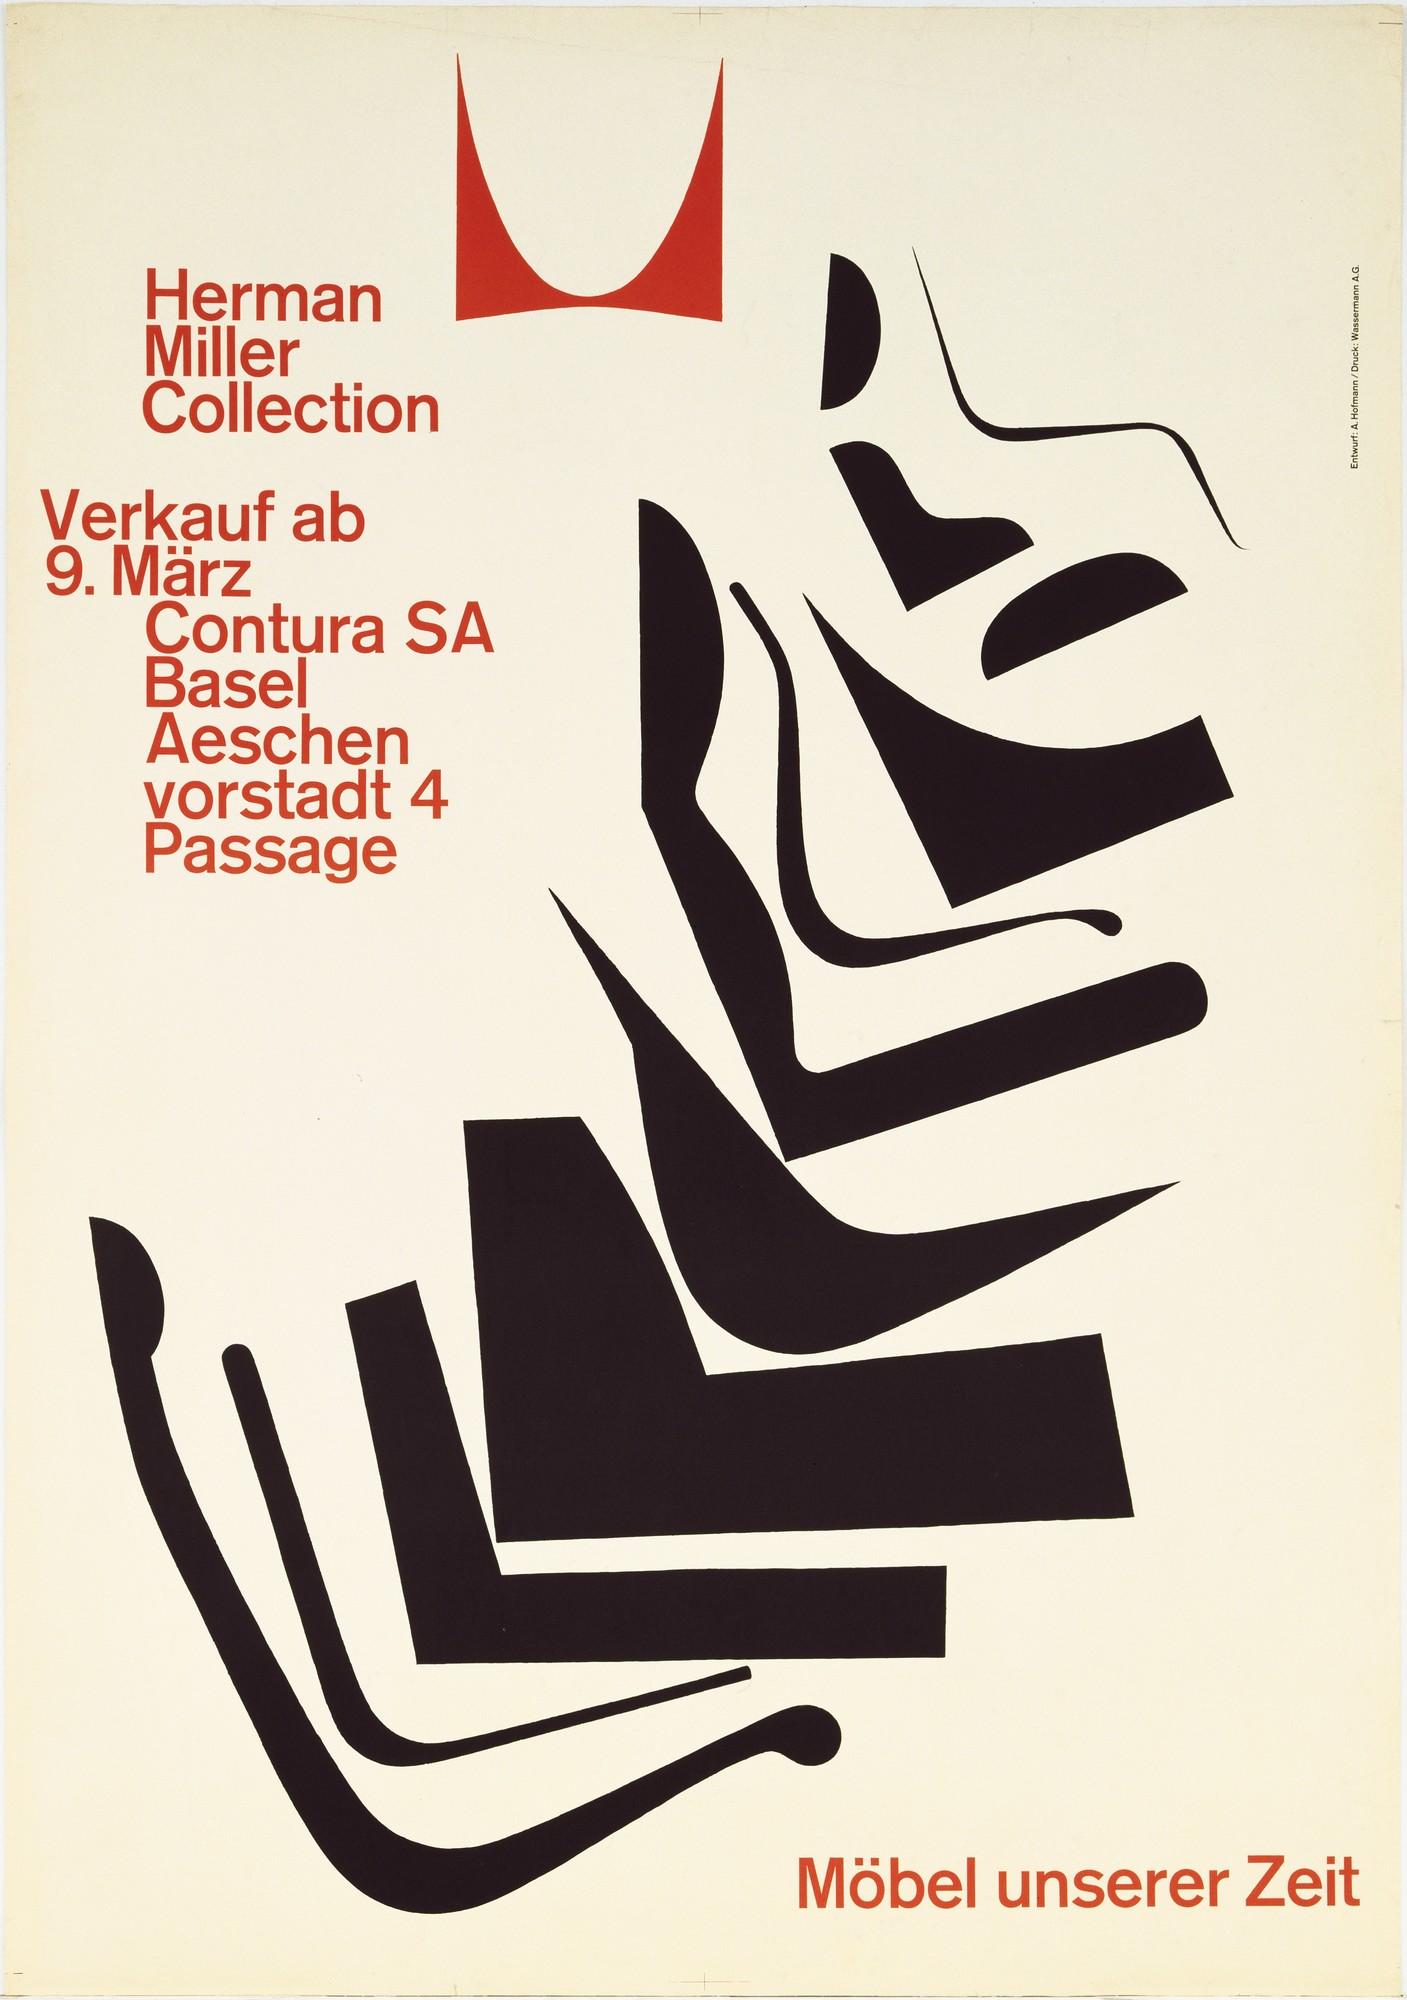 Herman
Miller
Collection
Verkauf ab
9. März
Contura SA
Basel
Aeschen
vorstadt 4
Passage
Entwurf: A. Hofmann / Druck: Wassermann A.G.
Möbel unserer Zeit